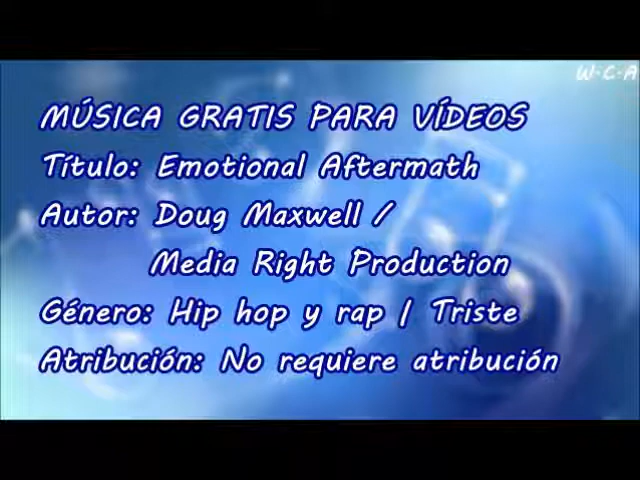 W-C-A
MÚSICA GRATIS PARA VÍDEOS
Título: Emotional Aftermath
Autor: Doug Maxwell /
Media Right Production
Género: Hip hop y rap / Triste
Atribución: No requiere atribución